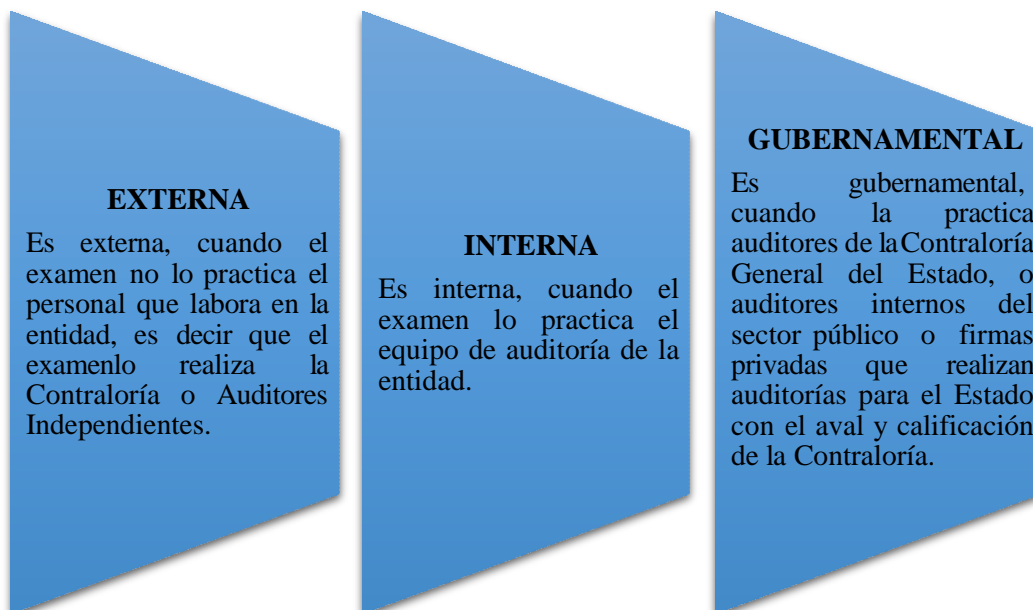 EXTERNA
Es externa, cuando el
examen no lo practica el
personal que labora en la
entidad, es decir que el
examenlo realiza la
Contraloría o Auditores
Independientes.
INTERNA
Es interna, cuando el
examen lo practica el
equipo de auditoría de la
entidad.
GUBERNAMENTAL
Es gubernamental,
cuando la practica
auditores de laContraloría
General del Estado, o
auditores internos del
sector público o firmas
privadas que realizan
auditorías para el Estado
con el aval y calificación
de la Contraloría.